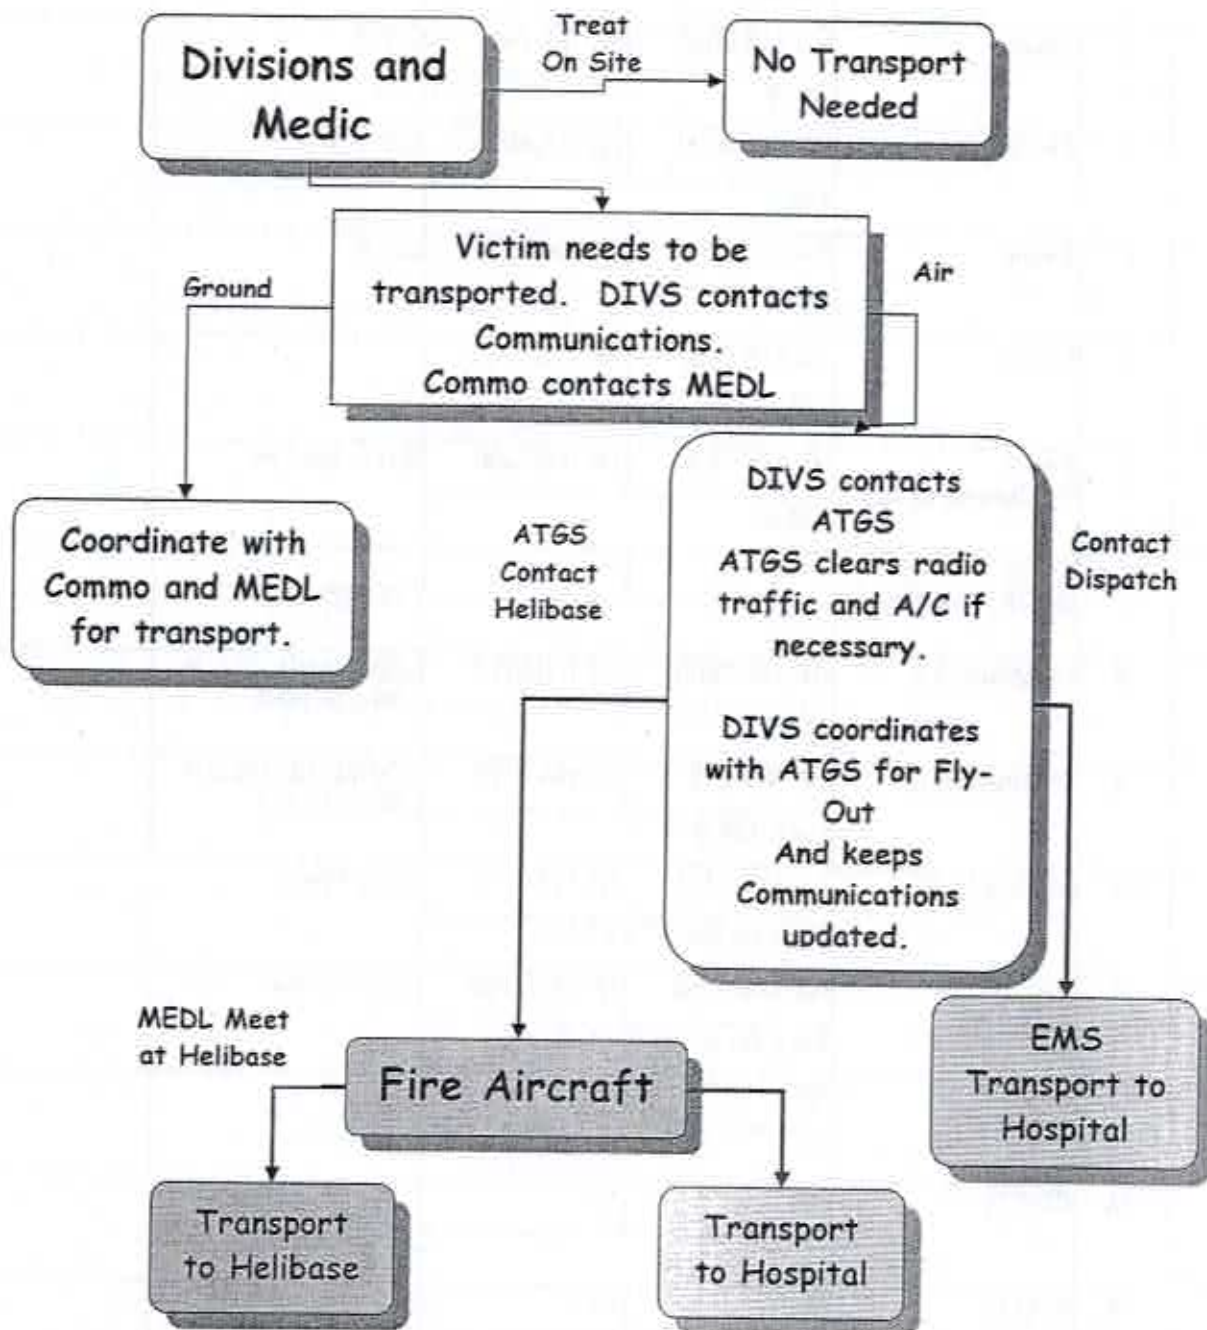 Divisions and
Medic
Treat
On Site
No Transport
Needed
Victim needs to be
transported. DIVS contacts
Communications.
Commo contacts MEDL
Ground
Air
Coordinate with
Commo and MEDL
for transport.
ATGS
Contact
Helibase
DIVS contacts
ATGS
ATGS clears radio
traffic and A/C if
necessary.
DIVS coordinates
with ATGS for Fly-
Out
And keeps
Communications
updated.
Contact
Dispatch
MEDL Meet
at Helibase
Fire Aircraft
EMS
Transport to
Hospital
Transport
to Helibase
Transport
to Hospital